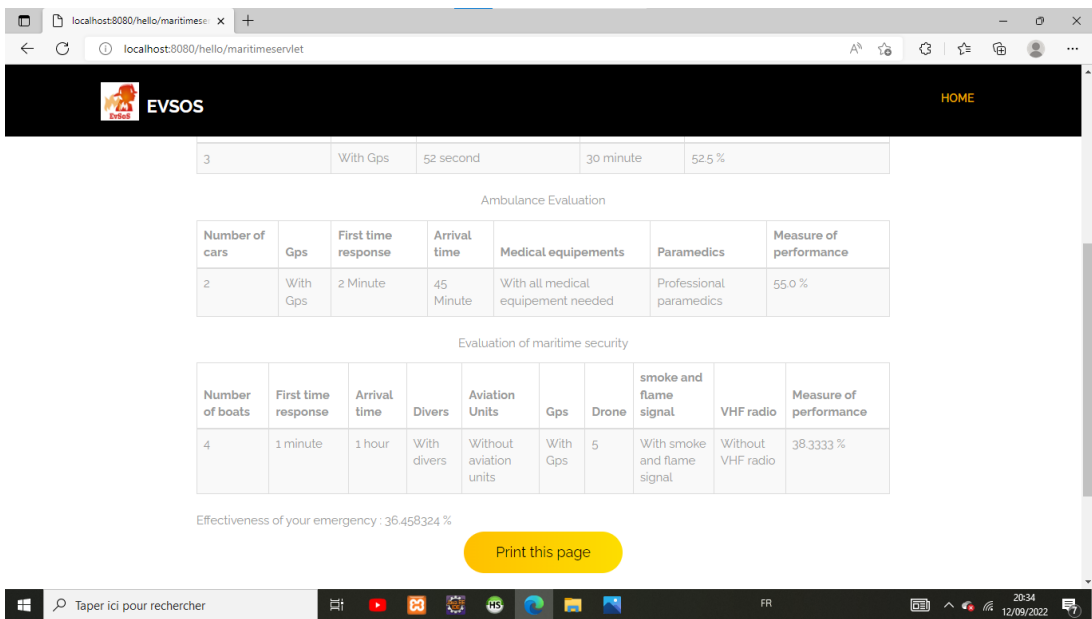 localhost:8080/hello/maritimese
localhost:8080/hello/maritimeservlet
EvSoS
EVSOS
HOME
3 With Gps 52 second 30 minute 52.5 %
Ambulance Evaluation
Number of cars Gps First time response Arrival time Medical equipements Paramedics Measure of performance
2 With Gps 2 Minute 45 Minute With all medical equipement needed Professional paramedics 55.0 %
Evaluation of maritime security
Number of boats First time response Arrival time Divers Aviation Units Gps Drone smoke and flame signal VHF radio Measure of performance
4 1 minute 1 hour With divers Without aviation units With Gps 5 With smoke and flame signal Without VHF radio 38.3333 %
Effectiveness of your emergency : 36.458324 %
Print this page
Taper ici pour rechercher
HS
FR
20:34
12/09/2022
7